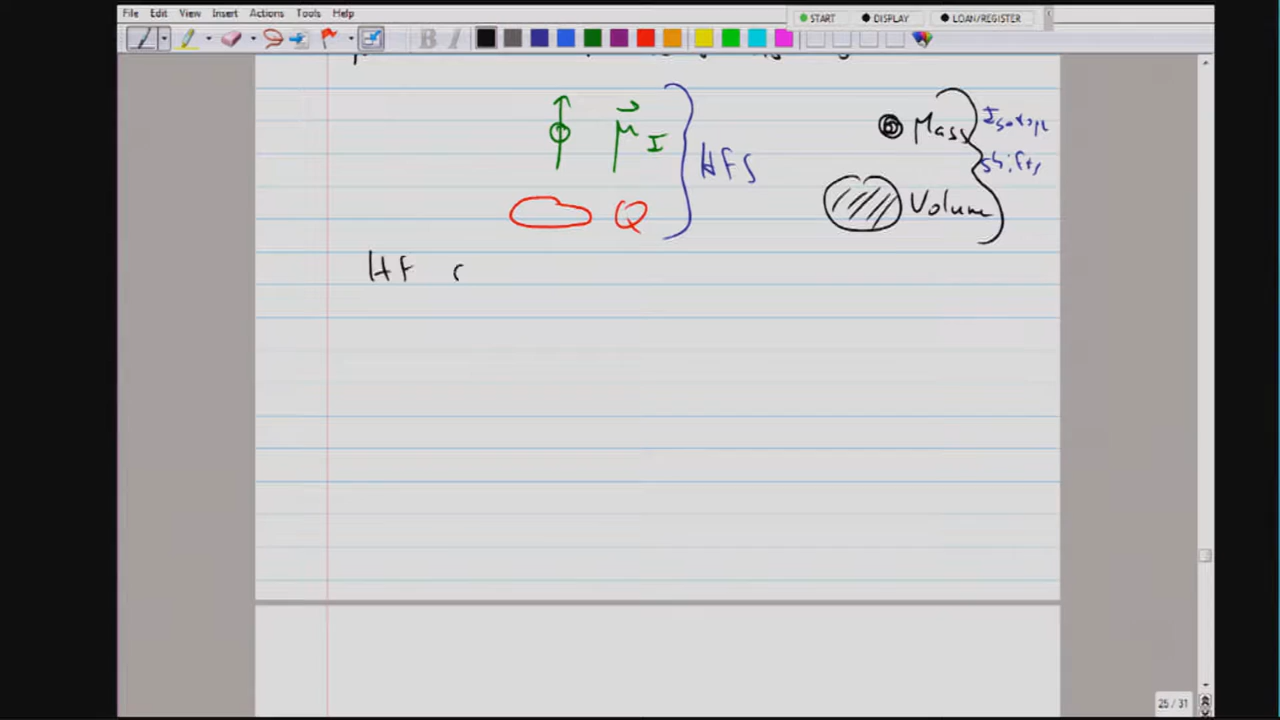 File Edit View Insert Actions Tools Help
START DISPLAY LOAN/REGISTER
B I
μ I
HFS
Q
Mass
Volume
Isotope
shifts
HF c
25 / 31